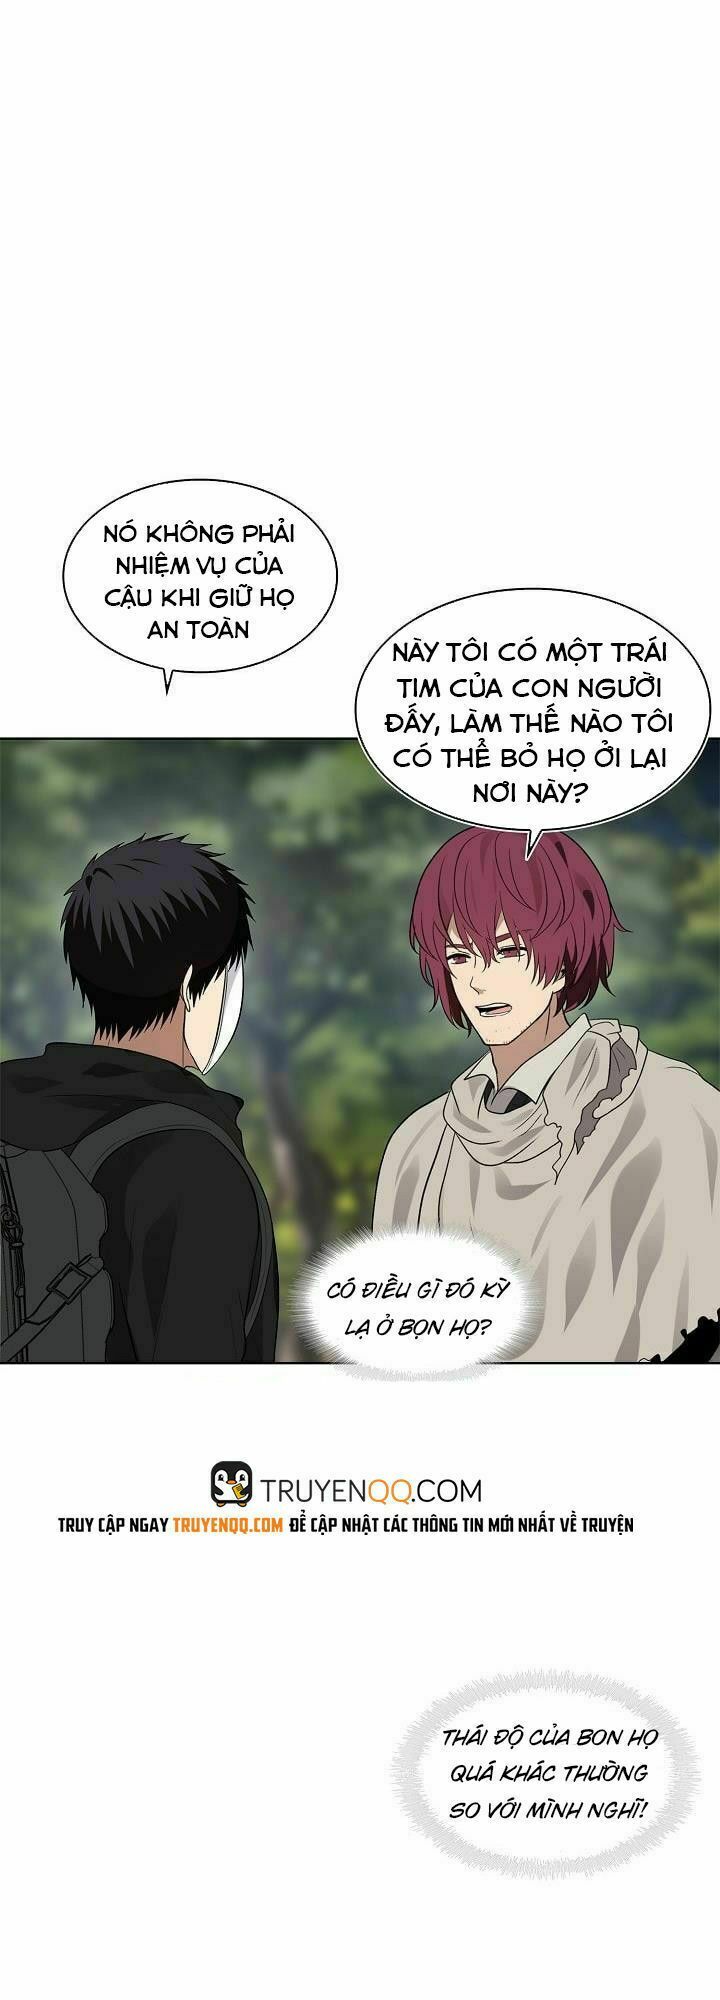 NÓ KHÔNG PHẢI
NHIỆM VỤ CỦA
CẬU KHI GIỮ HỌ
AN TOÀN
NÀY TÔI CÓ MỘT TRÁI
TIM CỦA CON NGƯỜI
ĐẤY, LÀM THẾ NÀO TÔI
CÓ THỂ BỎ HỌ ỞI LẠI
NƠI NÀY?
CÓ ĐIỀU GÌ ĐÓ KỲ
LẠ Ở BỌN HỌ?
TRUYENQQ.COM
TRUY CẬP NGAY TRUYENQQ.COM ĐỂ CẬP NHẬT CÁC THÔNG TIN MỚI NHẤT VỀ TRUYỆN
THÁI ĐỘ CỦA BON HỌ
QUÁ KHÁC THƯỜNG
SO VỚI MÌNH NGHĨ!